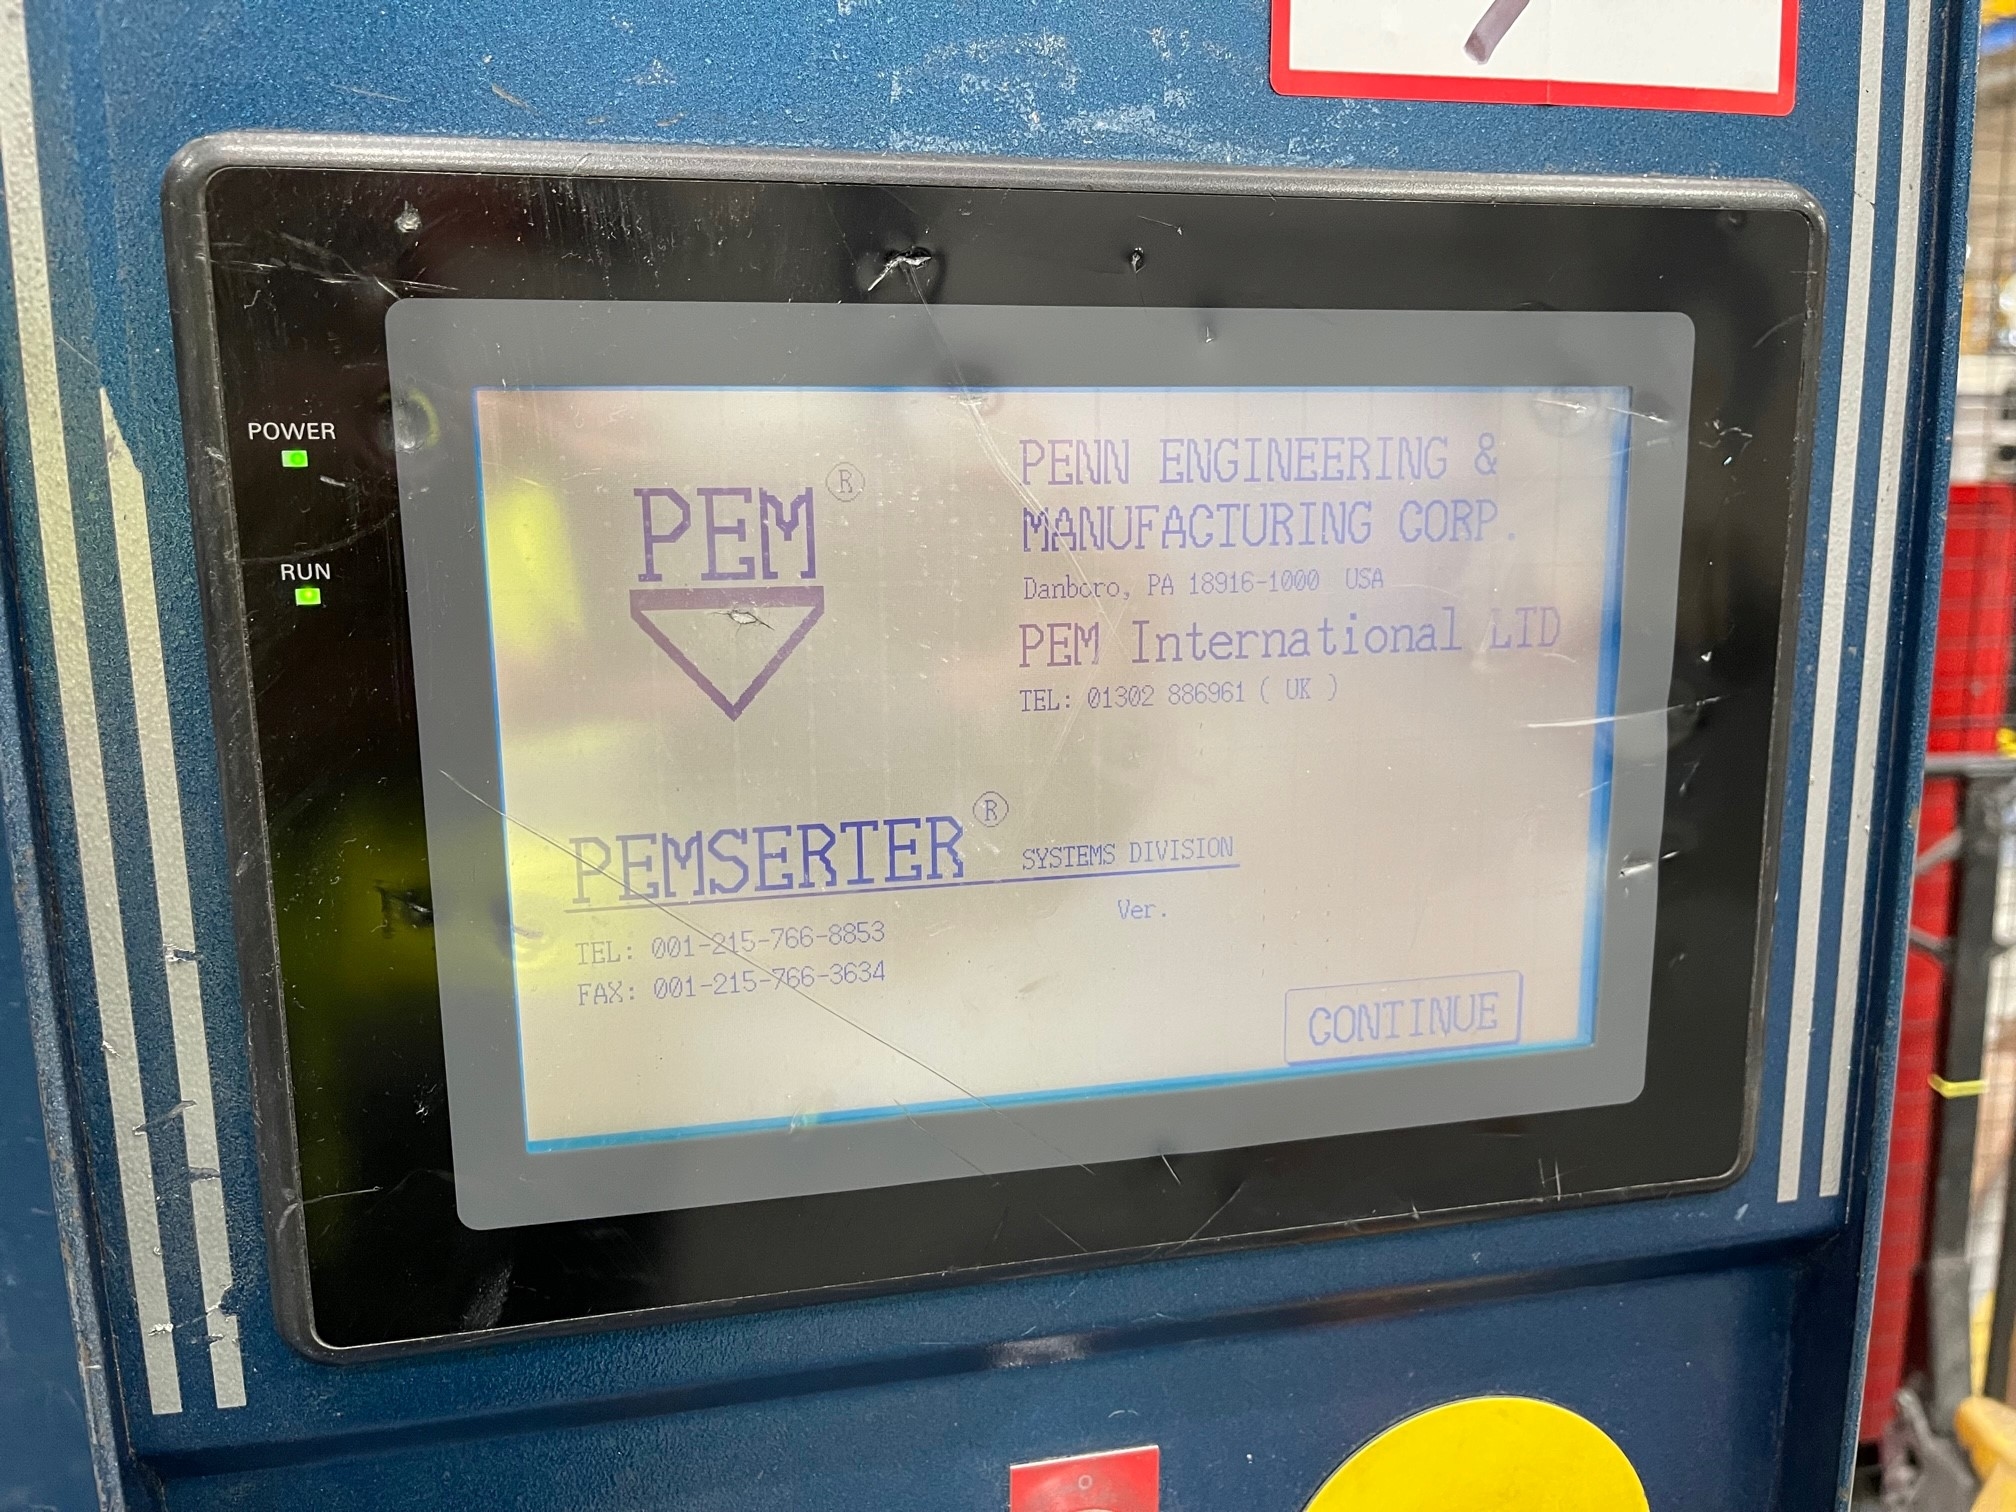 POWER
RUN
PEM®
PENN ENGINEERING &
MANUFACTURING CORP.
Danboro, PA 18916-1000 USA
PEM International LTD
TEL: 01302 886961 ( UK )
PEMSERTER® SYSTEMS DIVISION
Ver.
TEL: 001-215-766-8853
FAX: 001-215-766-3634
CONTINUE